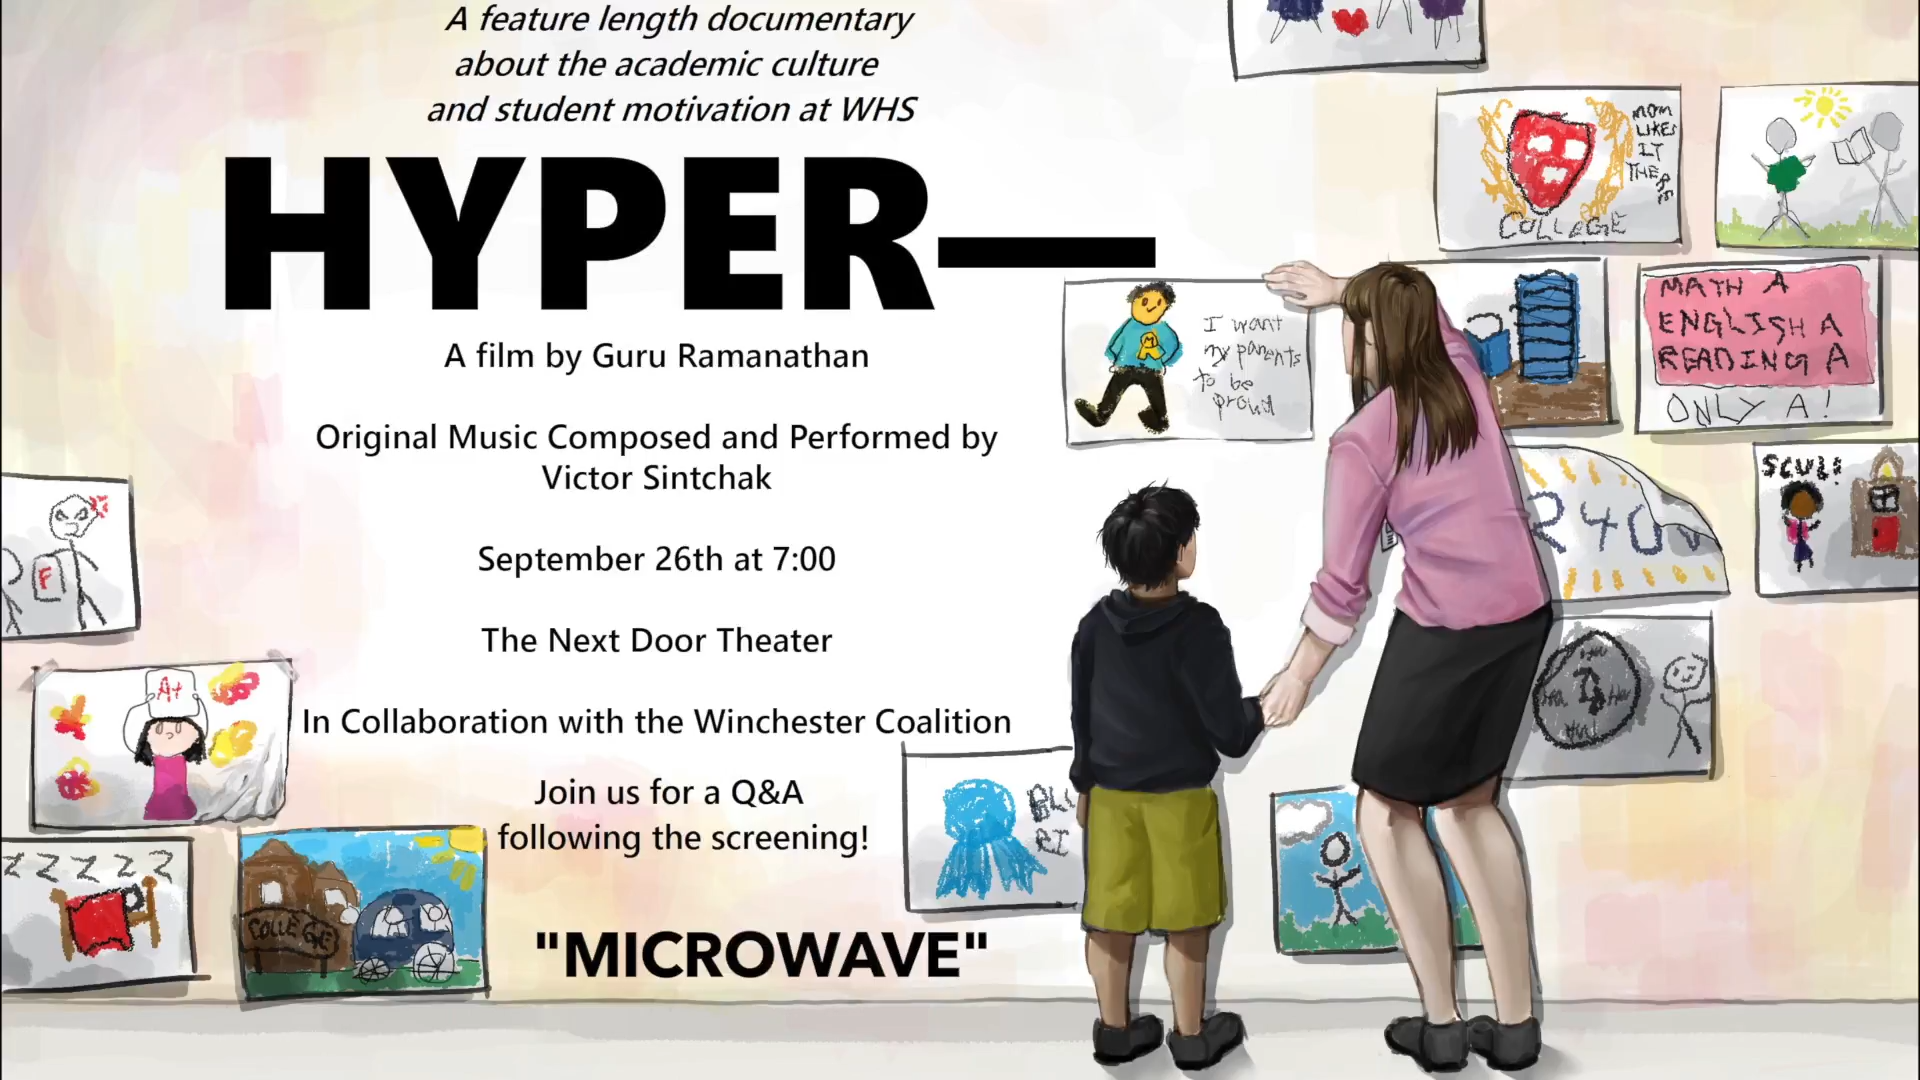 A feature length documentary
about the academic culture
and student motivation at WHS
HYPER—
A film by Guru Ramanathan
Original Music Composed and Performed by
Victor Sintchak
September 26th at 7:00
The Next Door Theater
In Collaboration with the Winchester Coalition
Join us for a Q&A
following the screening!
"MICROWAVE"
MOM
LIKES
IT
THERE
COLLEGE
I want
my parents
to be
proud
MATH A
ENGLISH A
READING A
ONLY A!
SCUL!
240
F
A+
ZZZZZ
COLLEGE
BLU
RI